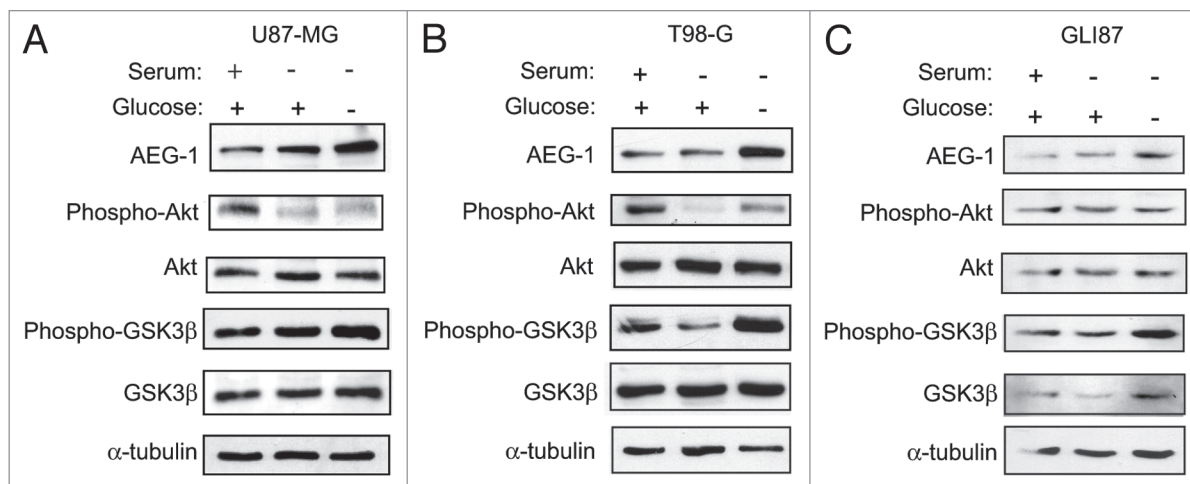 A
U87-MG
Serum: + - -
Glucose: + + -
AEG-1
Phospho-Akt
Akt
Phospho-GSK3β
GSK3β
α-tubulin
B
T98-G
Serum: + - -
Glucose: + + -
AEG-1
Phospho-Akt
Akt
Phospho-GSK3β
GSK3β
α-tubulin
C
GLI87
Serum: + - -
Glucose: + + -
AEG-1
Phospho-Akt
Akt
Phospho-GSK3β
GSK3β
α-tubulin